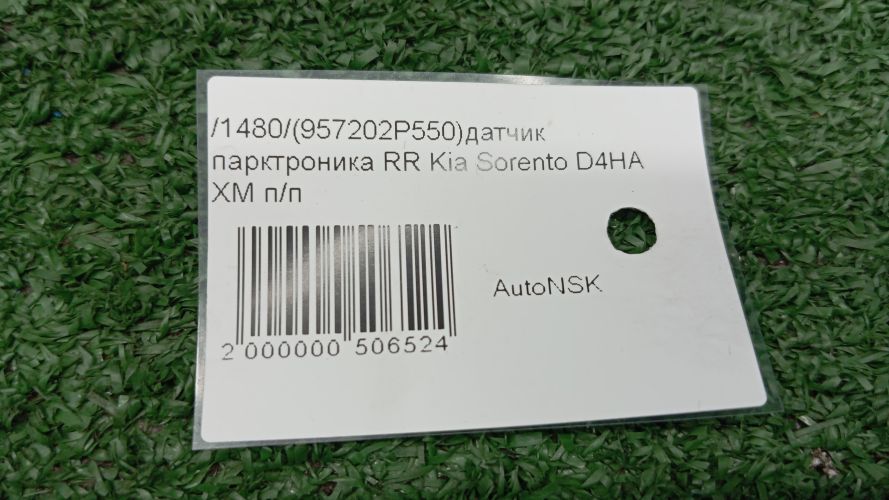 /1480/(957202P550)датчик
парктроника RR Kia Sorento D4HA
XM п/п
AutoNSK
2 000000 506524